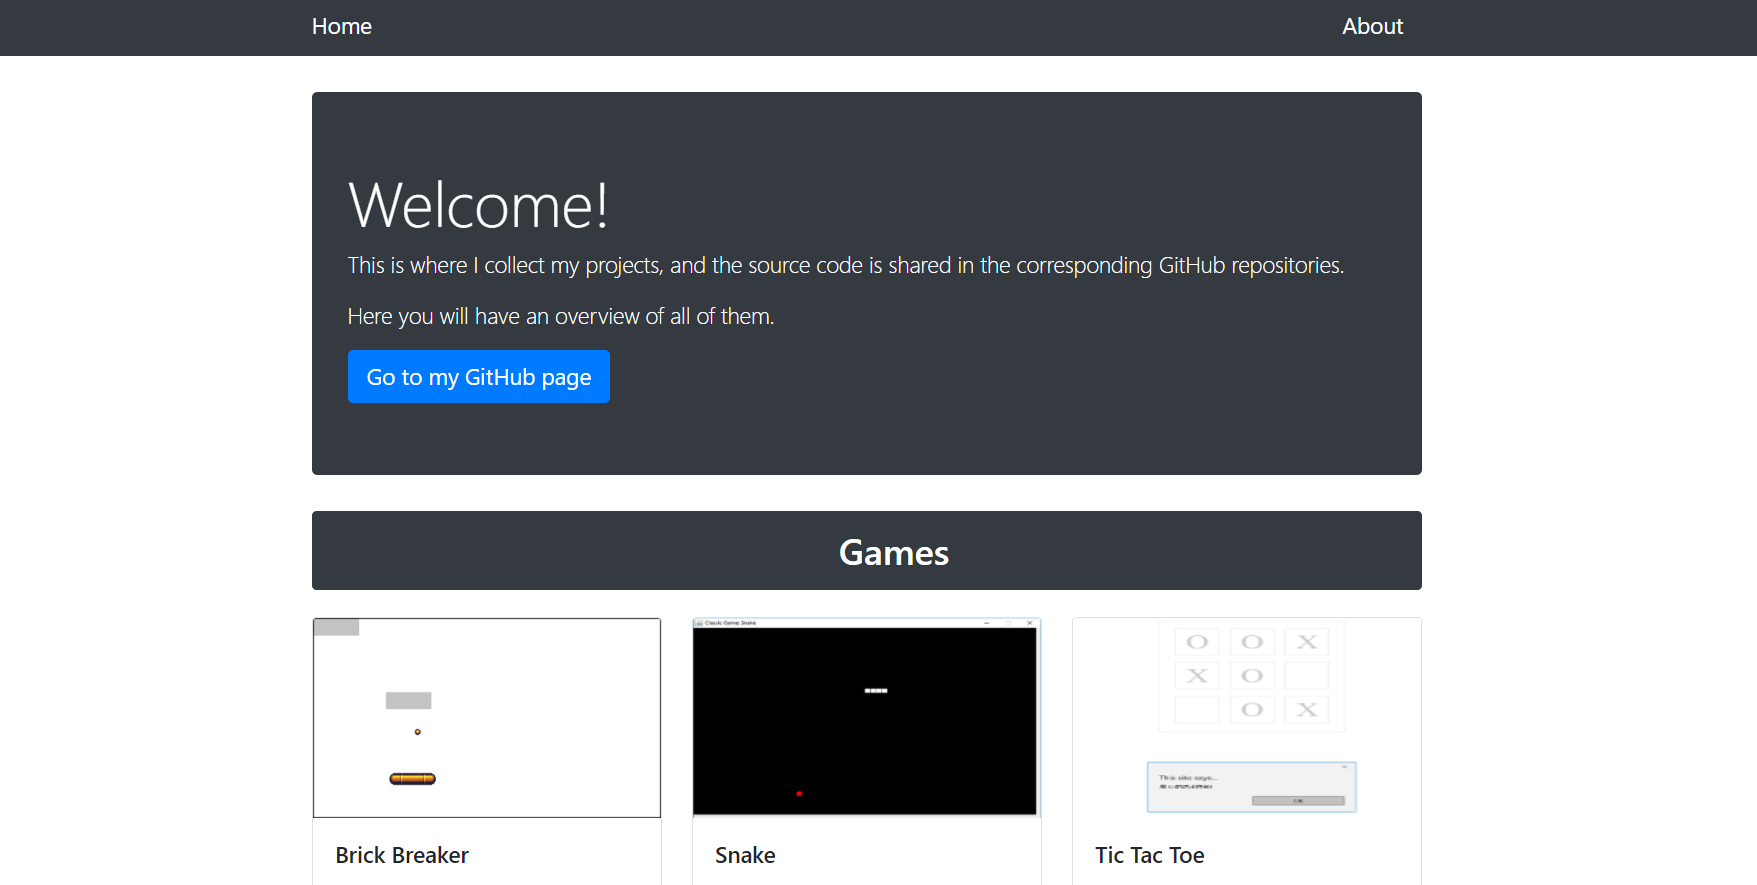 Home
About
Welcome!
This is where I collect my projects, and the source code is shared in the corresponding GitHub repositories.
Here you will have an overview of all of them.
Go to my GitHub page
Games
Classic Game: Snake
O O X
X O
O X
This site says...
OK
Brick Breaker
Snake
Tic Tac Toe